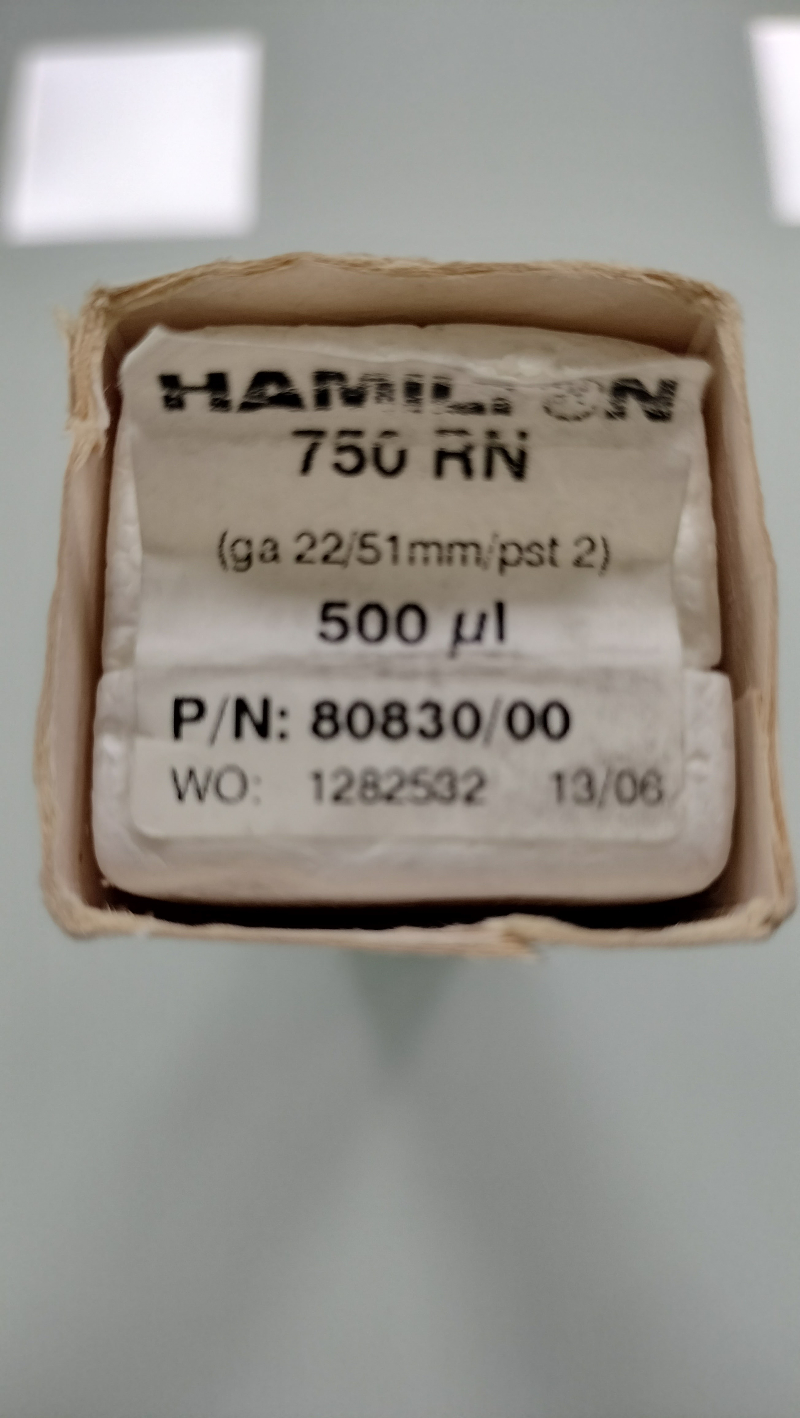 HAMILTON
750 RN
(ga 22/51mm/pst 2)
500 µl
P/N: 80830/00
WO: 1282532 13/06